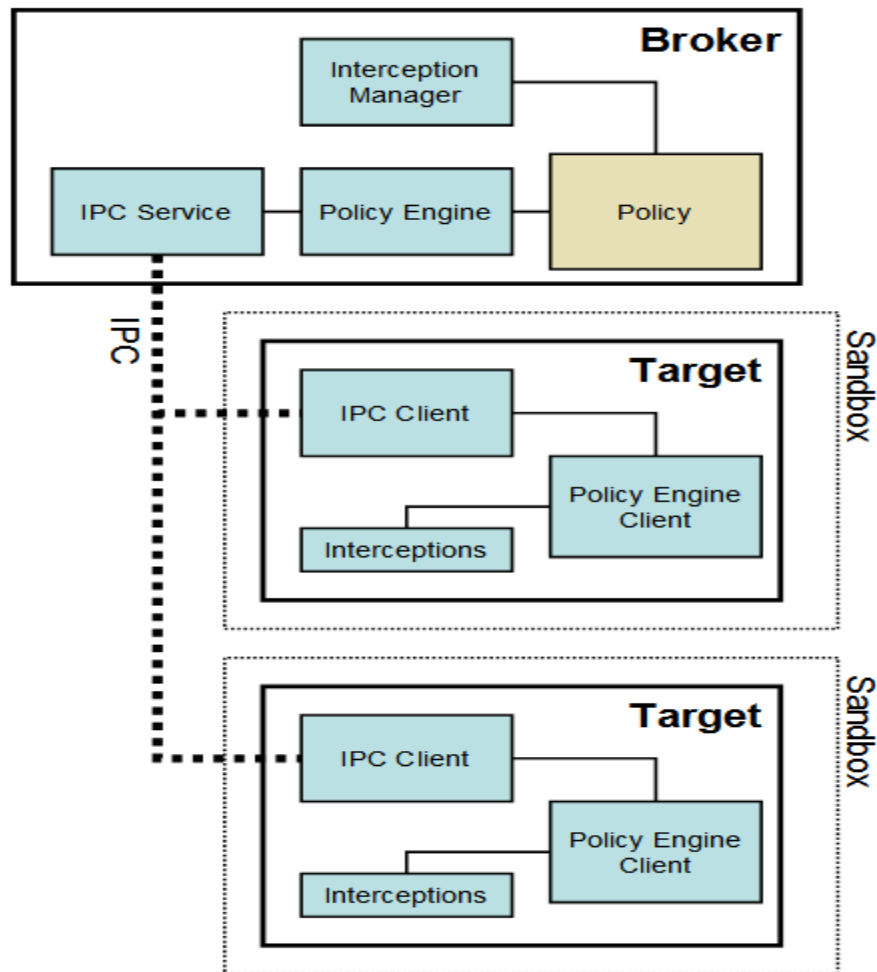 Broker
Interception
Manager
IPC Service
Policy Engine
Policy
IPC
Sandbox
Target
IPC Client
Policy Engine
Client
Interceptions
Sandbox
Target
IPC Client
Policy Engine
Client
Interceptions